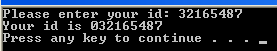 Please enter your id: 32165487
Your id is 032165487
Press any key to continue . . .